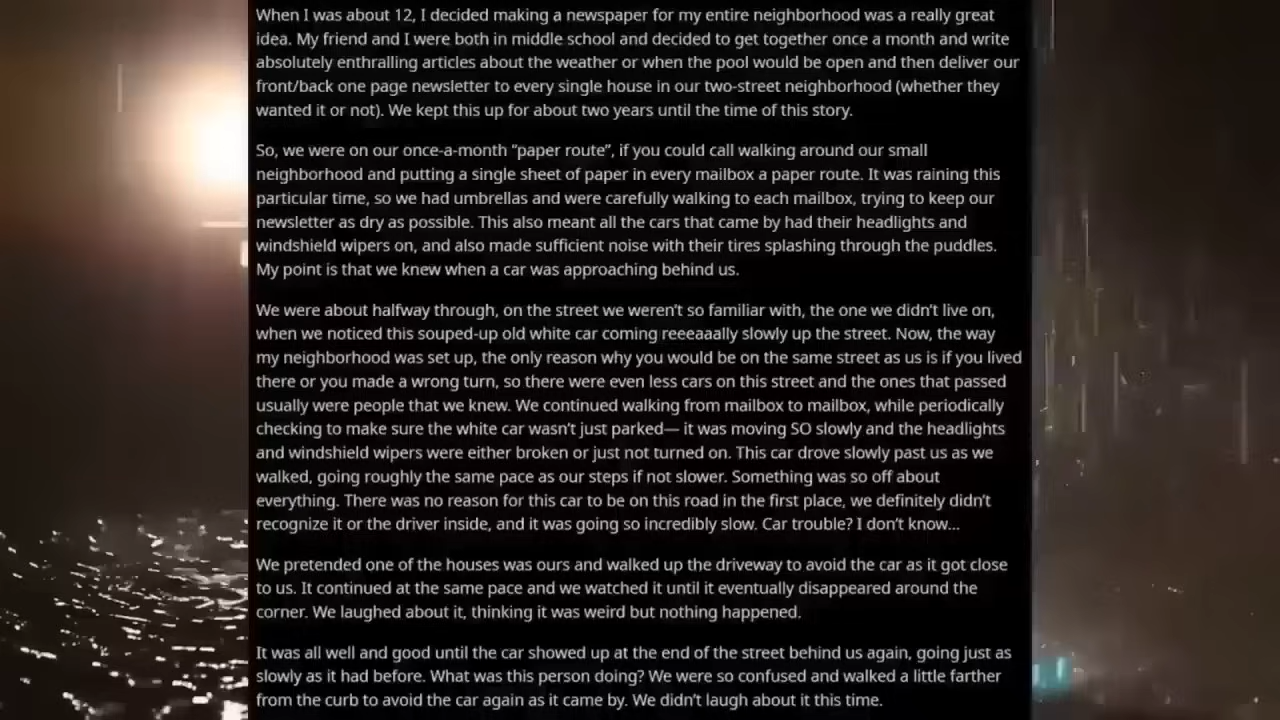 When I was about 12, I decided making a newspaper for my entire neighborhood was a really great
idea. My friend and I were both in middle school and decided to get together once a month and write
absolutely enthralling articles about the weather or when the pool would be open and then deliver our
front/back one page newsletter to every single house in our two-street neighborhood (whether they
wanted it or not). We kept this up for about two years until the time of this story.
So, we were on our once-a-month "paper route", if you could call walking around our small
neighborhood and putting a single sheet of paper in every mailbox a paper route. It was raining this
particular time, so we had umbrellas and were carefully walking to each mailbox, trying to keep our
newsletter as dry as possible. This also meant all the cars that came by had their headlights and
windshield wipers on, and also made sufficient noise with their tires splashing through the puddles.
My point is that we knew when a car was approaching behind us.
We were about halfway through, on the street we weren't so familiar with, the one we didn't live on,
when we noticed this souped-up old white car coming reeeaaally slowly up the street. Now, the way
my neighborhood was set up, the only reason why you would be on the same street as us is if you lived
there or you made a wrong turn, so there were even less cars on this street and the ones that passed
usually were people that we knew. We continued walking from mailbox to mailbox, while periodically
checking to make sure the white car wasn't just parked— it was moving SO slowly and the headlights
and windshield wipers were either broken or just not turned on. This car drove slowly past us as we
walked, going roughly the same pace as our steps if not slower. Something was so off about
everything. There was no reason for this car to be on this road in the first place, we definitely didn't
recognize it or the driver inside, and it was going so incredibly slow. Car trouble? I don't know...
We pretended one of the houses was ours and walked up the driveway to avoid the car as it got close
to us. It continued at the same pace and we watched it until it eventually disappeared around the
corner. We laughed about it, thinking it was weird but nothing happened.
It was all well and good until the car showed up at the end of the street behind us again, going just as
slowly as it had before. What was this person doing? We were so confused and walked a little farther
from the curb to avoid the car again as it came by. We didn't laugh about it this time.